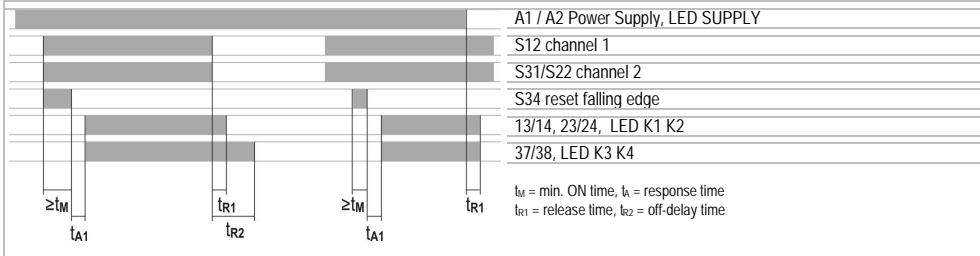 A1 / A2 Power Supply, LED SUPPLY
S12 channel 1
S31/S22 channel 2
S34 reset falling edge
13/14, 23/24, LED K1 K2
37/38, LED K3 K4
≥tM tR1 ≥tM tR1
tR2
tA1 tA1
tM = min. ON time, tA = response time
tR1 = release time, tR2 = off-delay time